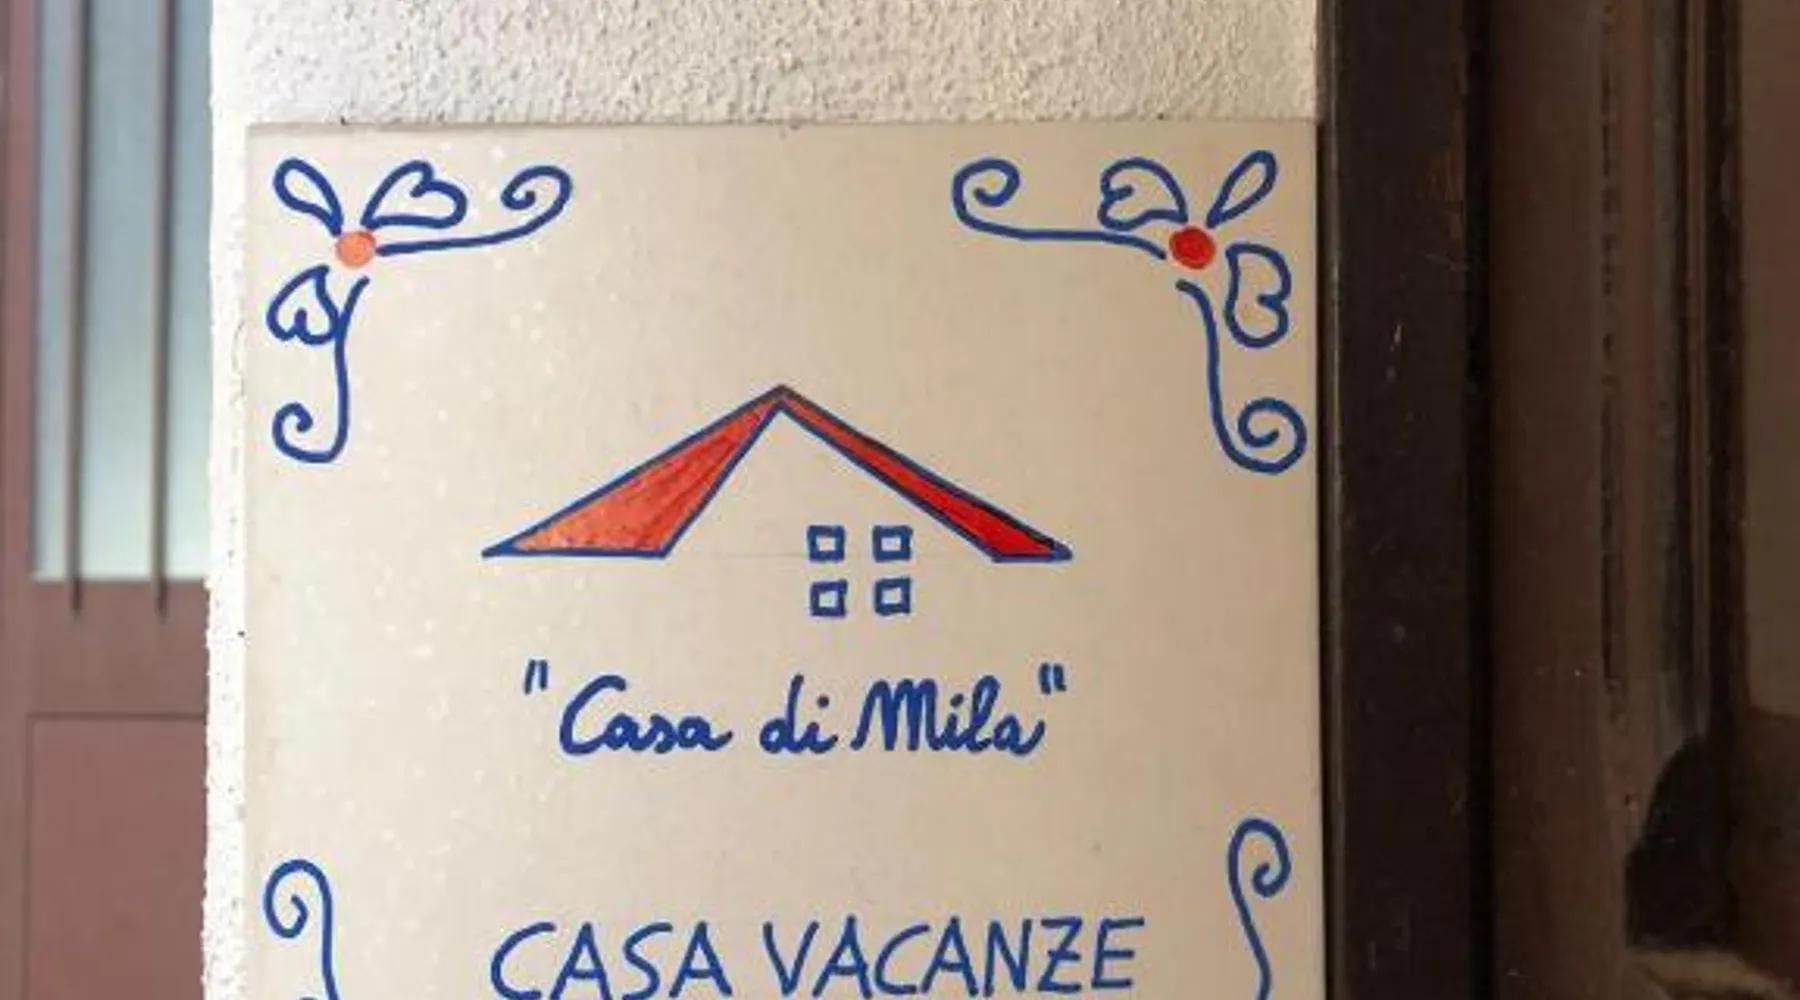 "Casa di Mila"
CASA VACANZE